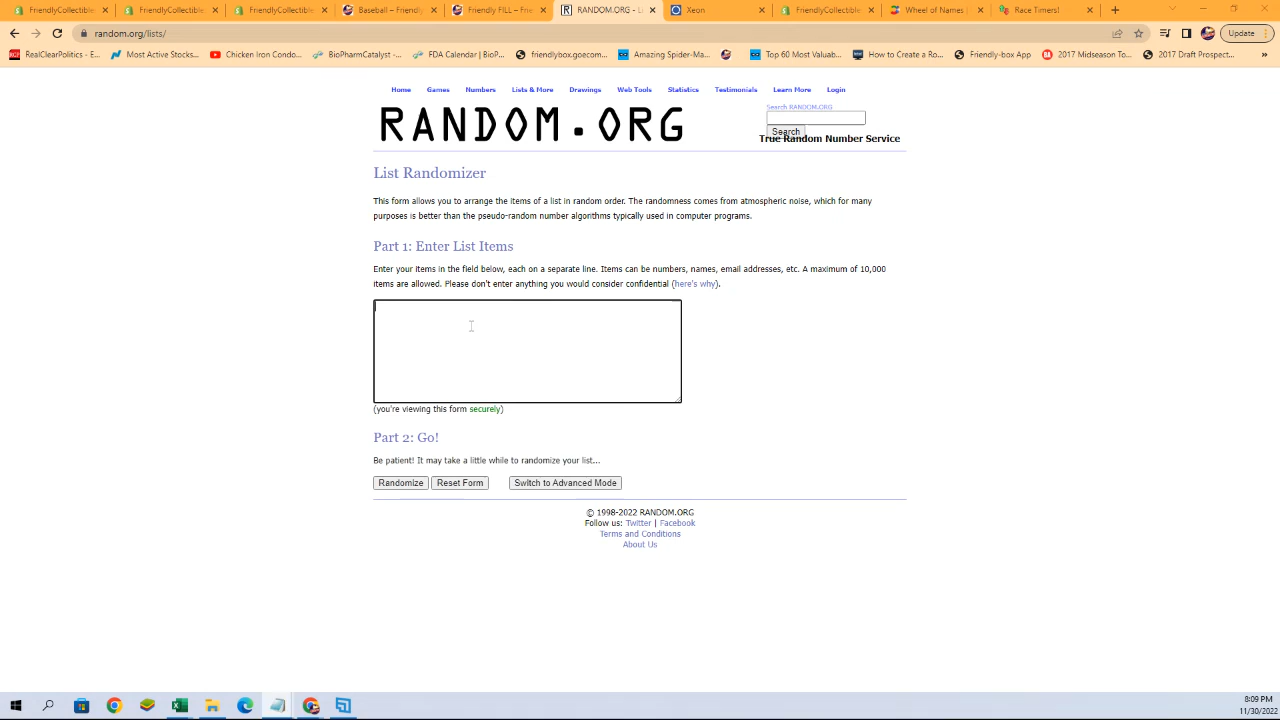 FriendlyCollectible
FriendlyCollectible
FriendlyCollectible
Baseball – Friendly
Friendly FILL – Frien
RANDOM.ORG - L
Xeon
FriendlyCollectible
Wheel of Names |
Race Timers!
random.org/lists/
Update
RealClearPolitics - E...
Most Active Stocks...
Chicken Iron Condo...
BioPharmCatalyst -...
FDA Calendar | BioP...
friendlybox.goecom...
Amazing Spider-Ma...
Top 60 Most Valuab...
How to Create a Ro...
Friendly-box App
2017 Midseason To...
2017 Draft Prospect...
»
Home
Games
Numbers
Lists & More
Drawings
Web Tools
Statistics
Testimonials
Learn More
Login
RANDOM.ORG
Search RANDOM.ORG
Search
True Random Number Service
List Randomizer
This form allows you to arrange the items of a list in random order. The randomness comes from atmospheric noise, which for many
purposes is better than the pseudo-random number algorithms typically used in computer programs.
Part 1: Enter List Items
Enter your items in the field below, each on a separate line. Items can be numbers, names, email addresses, etc. A maximum of 10,000
items are allowed. Please don't enter anything you would consider confidential (here's why).
(you're viewing this form securely)
Part 2: Go!
Be patient! It may take a little while to randomize your list...
Randomize
Reset Form
Switch to Advanced Mode
© 1998-2022 RANDOM.ORG
Follow us: Twitter | Facebook
Terms and Conditions
About Us
8:09 PM
11/30/2022